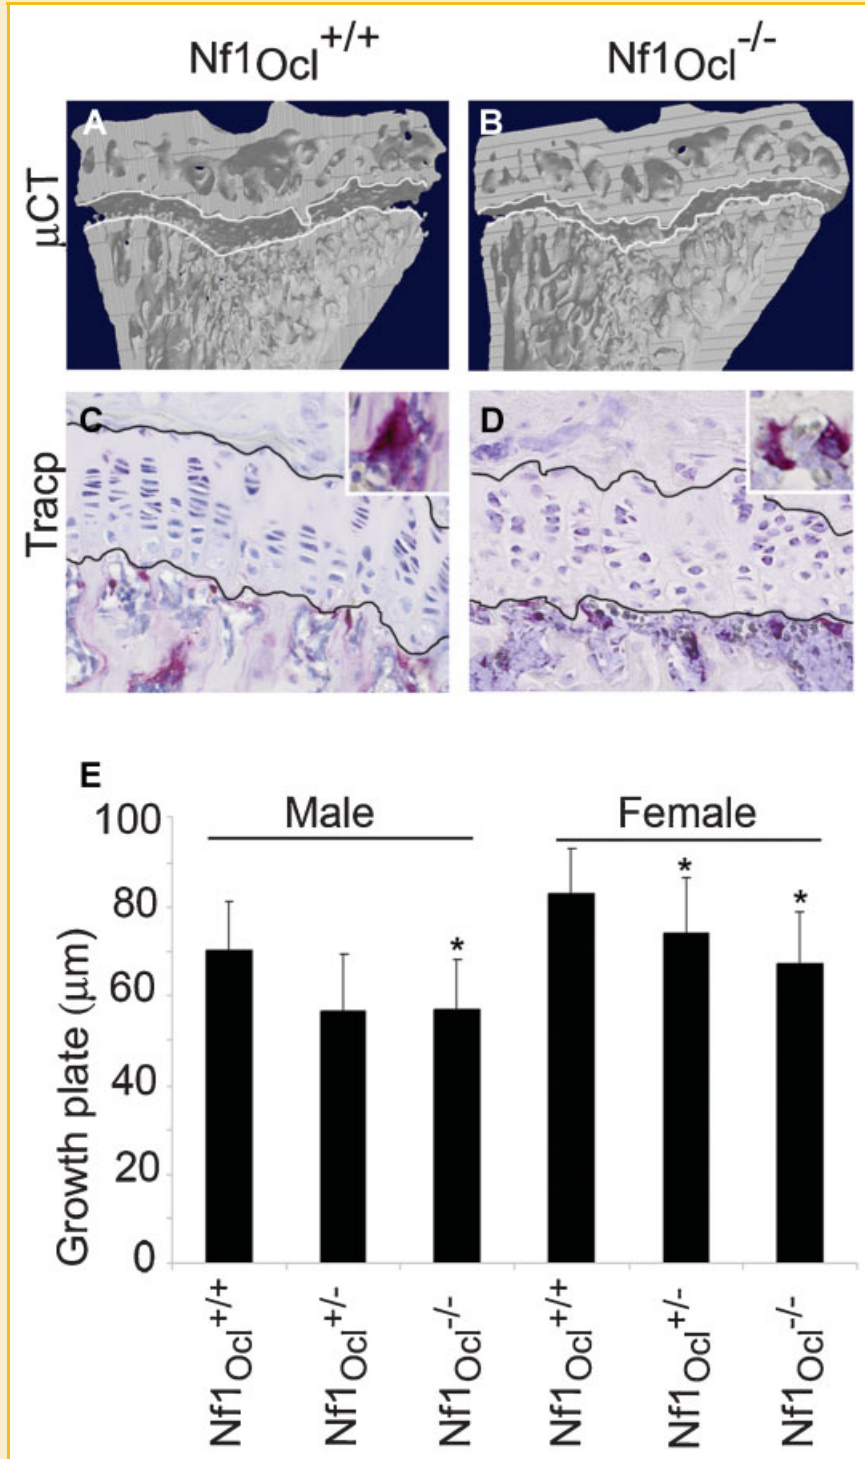 Nf1Ocl+/+ Nf1Ocl-/-
μCT
A B
Tracp
C D
E
Male Female
Growth plate (μm)
100
80
60
40
20
0
Nf1Ocl+/+
Nf1Ocl+/-
Nf1Ocl-/-
Nf1Ocl+/+
Nf1Ocl+/-
Nf1Ocl-/-
*
*
*